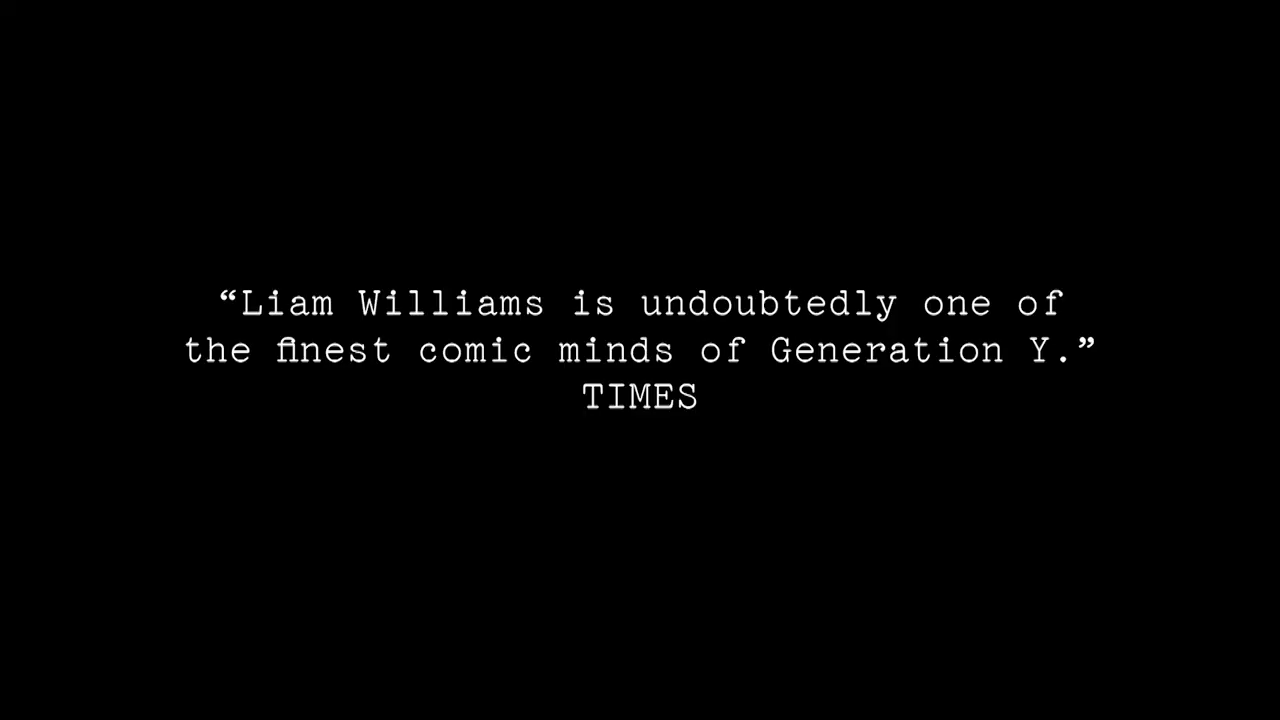 “Liam Williams is undoubtedly one of
the finest comic minds of Generation Y.”
TIMES